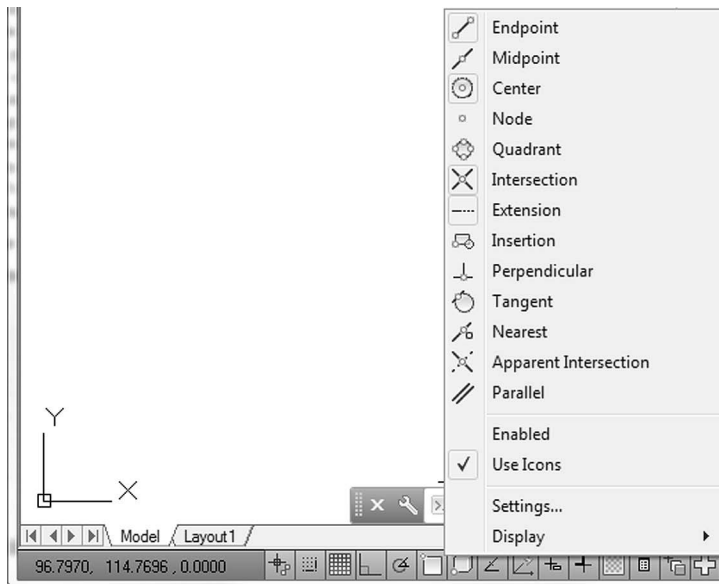 Endpoint
Midpoint
Center
Node
Quadrant
Intersection
Extension
Insertion
Perpendicular
Tangent
Nearest
Apparent Intersection
Parallel
Enabled
Use Icons
Settings...
Display
Y
X
Model Layout1
96.7970, 114.7696 , 0.0000